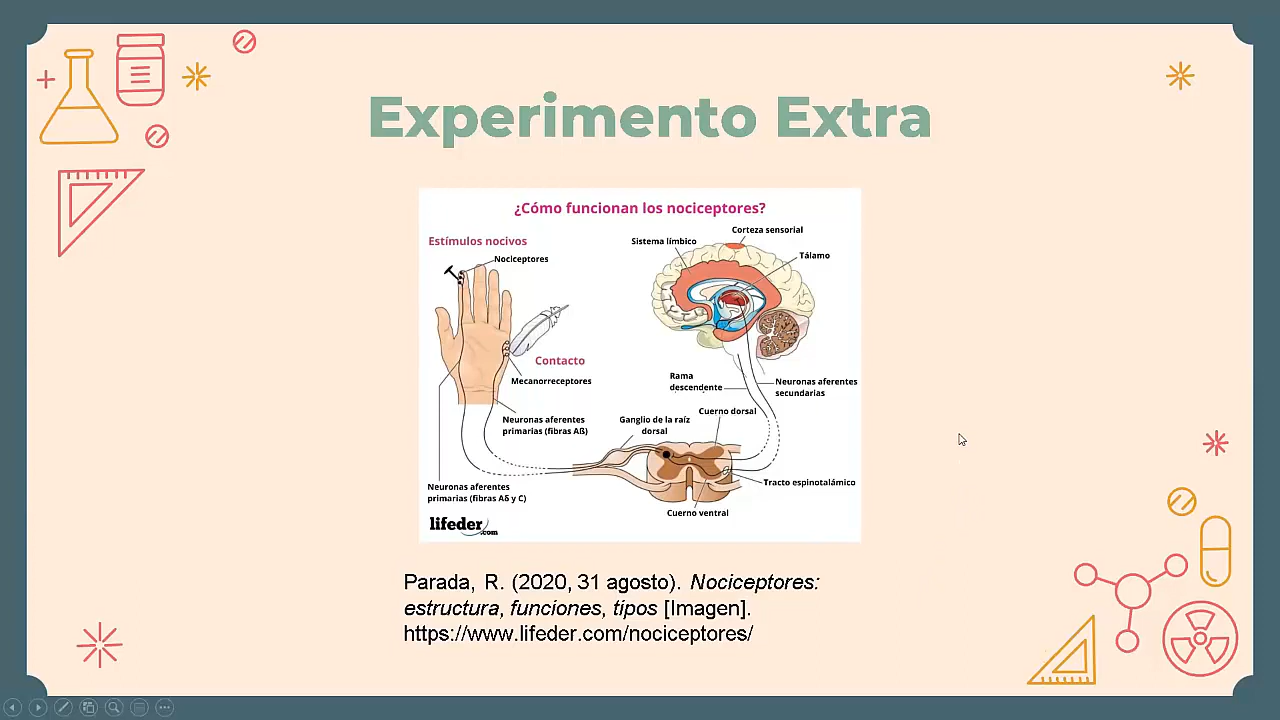 Experimento Extra
¿Cómo funcionan los nociceptores?
Estímulos nocivos
Nociceptores
Contacto
Mecanorreceptores
Neuronas aferentes
primarias (fibras Aß)
Neuronas aferentes
primarias (fibras Aδ y C)
Corteza sensorial
Sistema límbico
Tálamo
Rama
descendente
Neuronas aferentes
secundarias
Cuerno dorsal
Ganglio de la raíz
dorsal
Tracto espinotalámico
Cuerno ventral
lifeder.com
Parada, R. (2020, 31 agosto). Nociceptores:
estructura, funciones, tipos [Imagen].
https://www.lifeder.com/nociceptores/